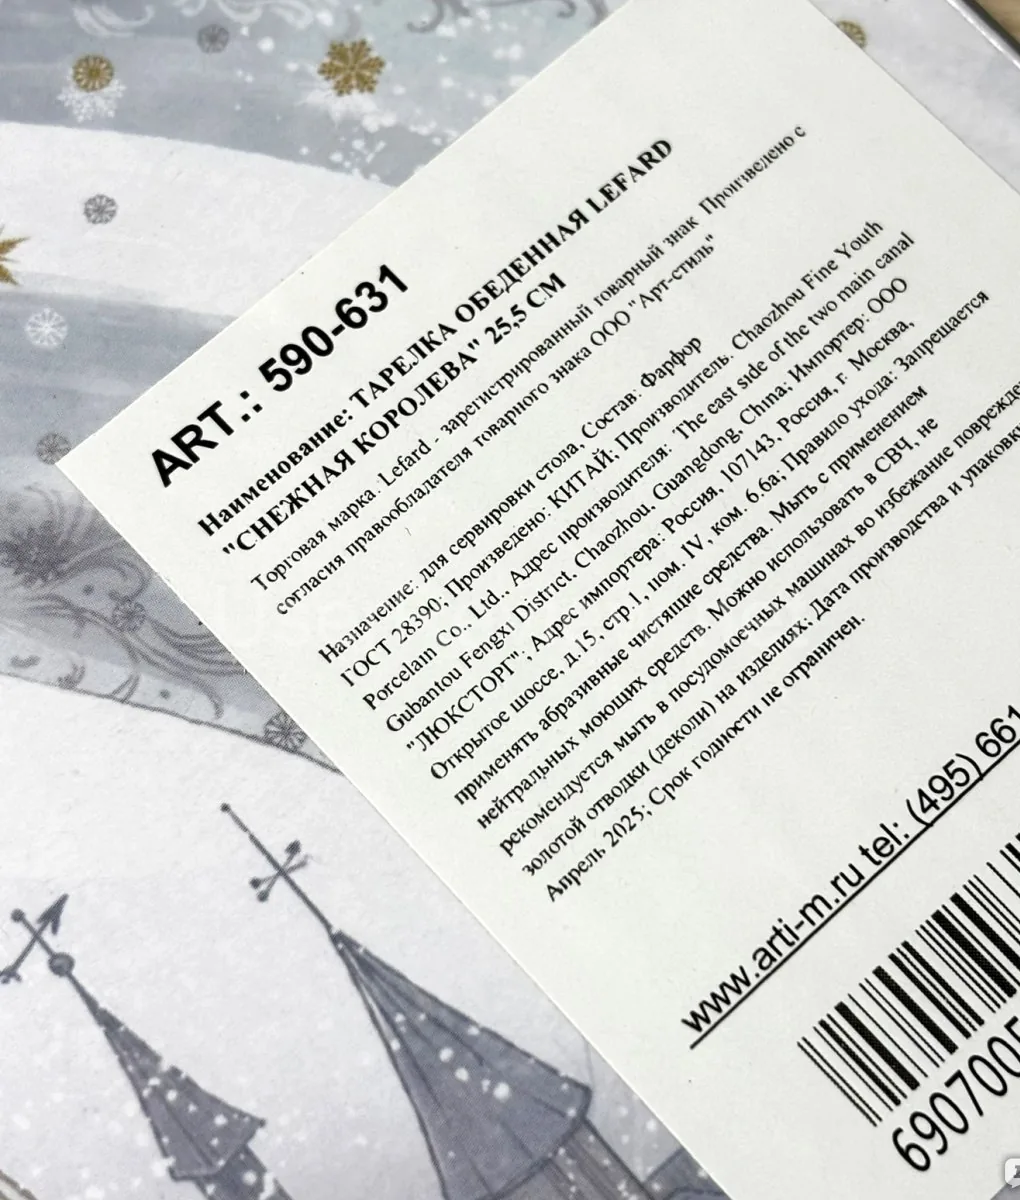 ART.: 590-631
Наименование: ТАРЕЛКА ОБЕДЕННАЯ LEFARD
"СНЕЖНАЯ КОРОЛЕВА" 25,5 СМ
Торговая марка: Lefard - зарегистрированный товарный знак Произведено с
согласия правообладателя товарного знака ООО "Арт-стиль"
Назначение: для сервировки стола, Состав: Фарфор
ГОСТ 28390; Произведено: КИТАЙ; Производитель: Chaozhou Fine Youth
Porcelain Co., Ltd., Адрес производителя: The east side of the two main canal
Gubantou Fengxi District, Chaozhou, Guangdong, China; Импортер: ООО
"ЛЮКСТОРГ"; Адрес импортера: Россия, 107143, Россия, г. Москва,
Открытое шоссе, д.15, стр.1, пом. IV, ком. 6.6а; Правило ухода: Запрещается
применять абразивные чистящие средства. Мыть с применением
нейтральных моющих средств. Можно использовать в СВЧ, не
рекомендуется мыть в посудомоечных машинах во избежание
золотой отводки (деколи) на изделиях; Дата производства и
Апрель 2025; Срок годности не ограничен.
www.arti-m.ru tel: (495) 661
690700